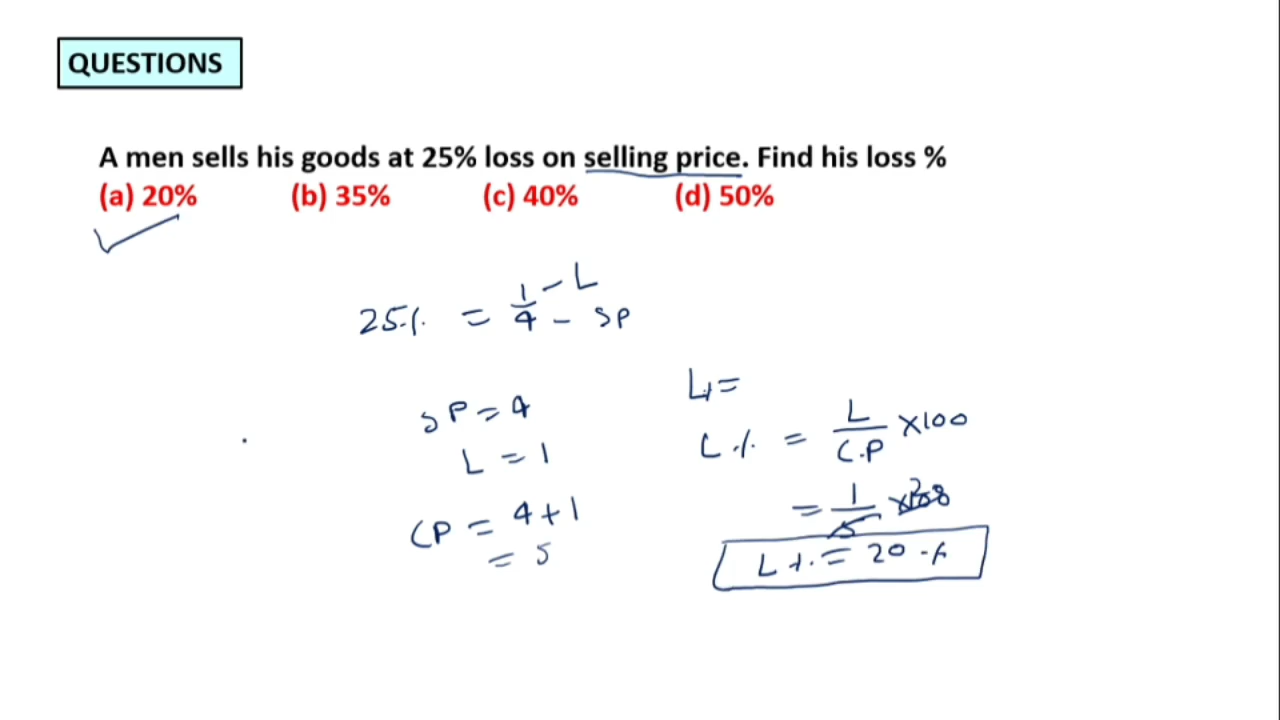 QUESTIONS
A men sells his goods at 25% loss on selling price. Find his loss %
(a) 20% (b) 35% (c) 40% (d) 50%
25% = 1/4 - L - SP
SP = 4
L = 1
CP = 4+1
= 5
L =
L % = L/C.P ×100
= 1/5 ×100
L % = 20 %